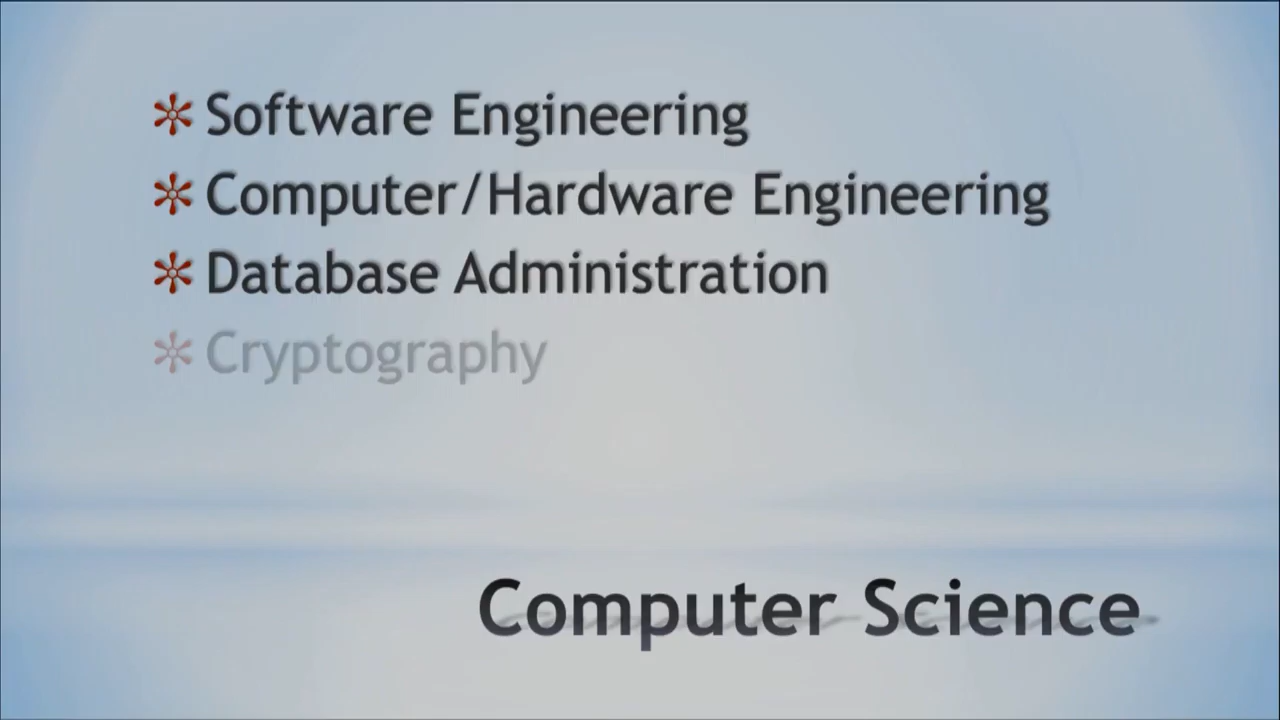 Software Engineering
Computer/Hardware Engineering
Database Administration
Cryptography
Computer Science